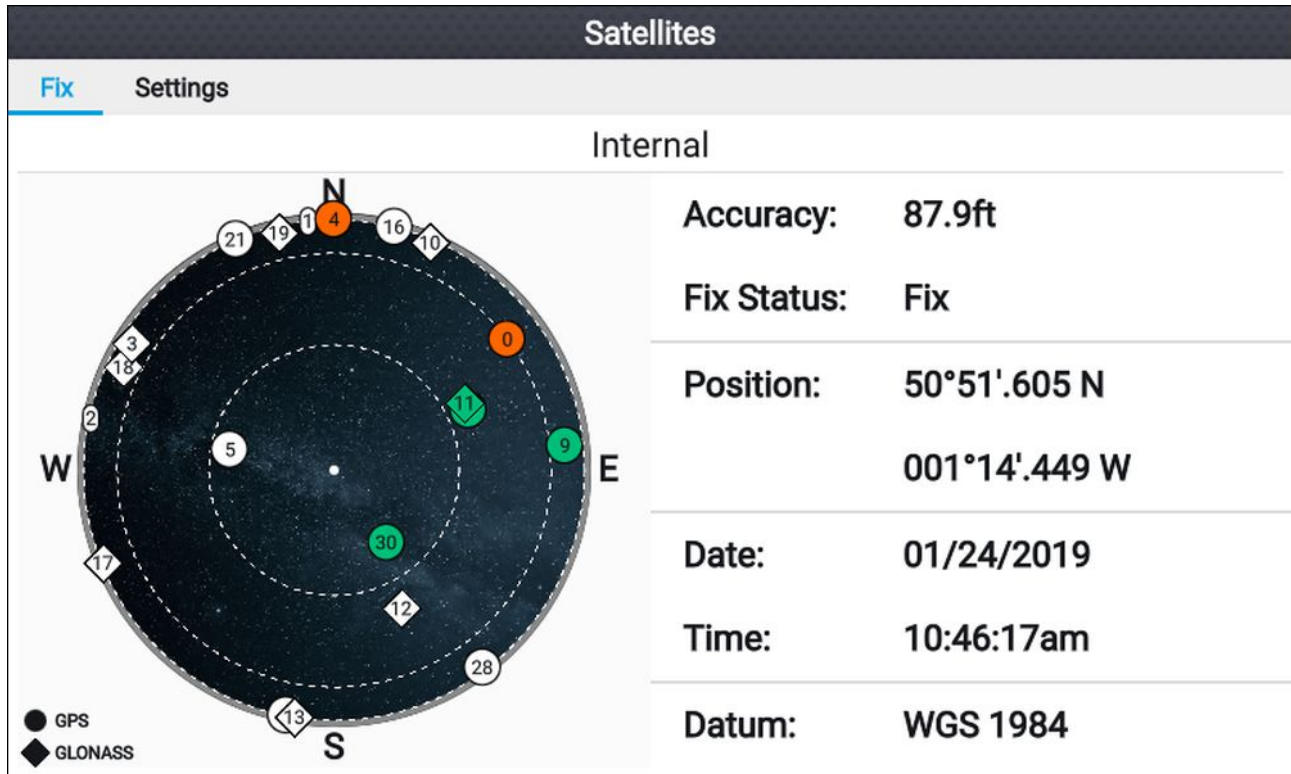 Satellites
Fix Settings
Internal
N
21 19 1 4 16 10
3
18
0
2
11
5
9
W
E
30
17
12
28
13
S
GPS
GLONASS
Accuracy: 87.9ft
Fix Status: Fix
Position: 50°51'.605 N
001°14'.449 W
Date: 01/24/2019
Time: 10:46:17am
Datum: WGS 1984